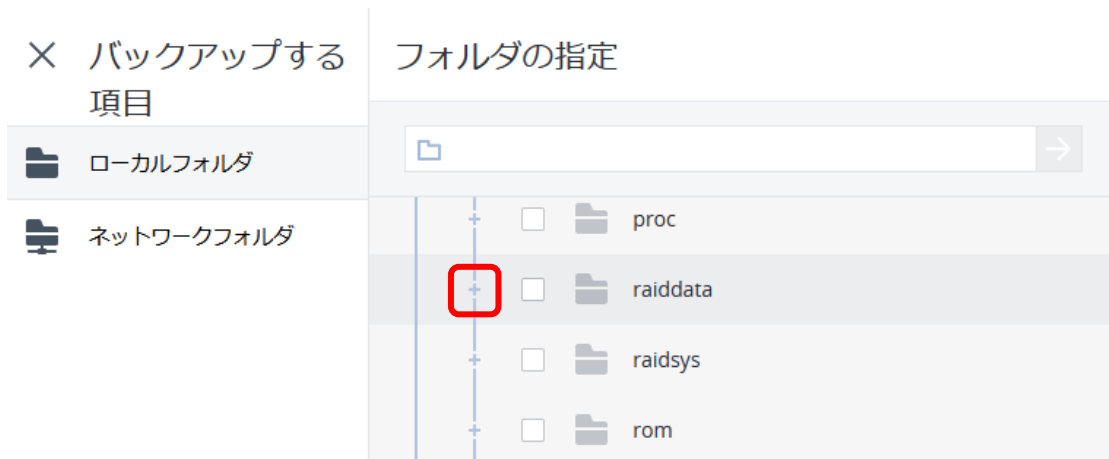 バックアップする
項目
ローカルフォルダ
ネットワークフォルダ
フォルダの指定
proc
raiddata
raidsys
rom